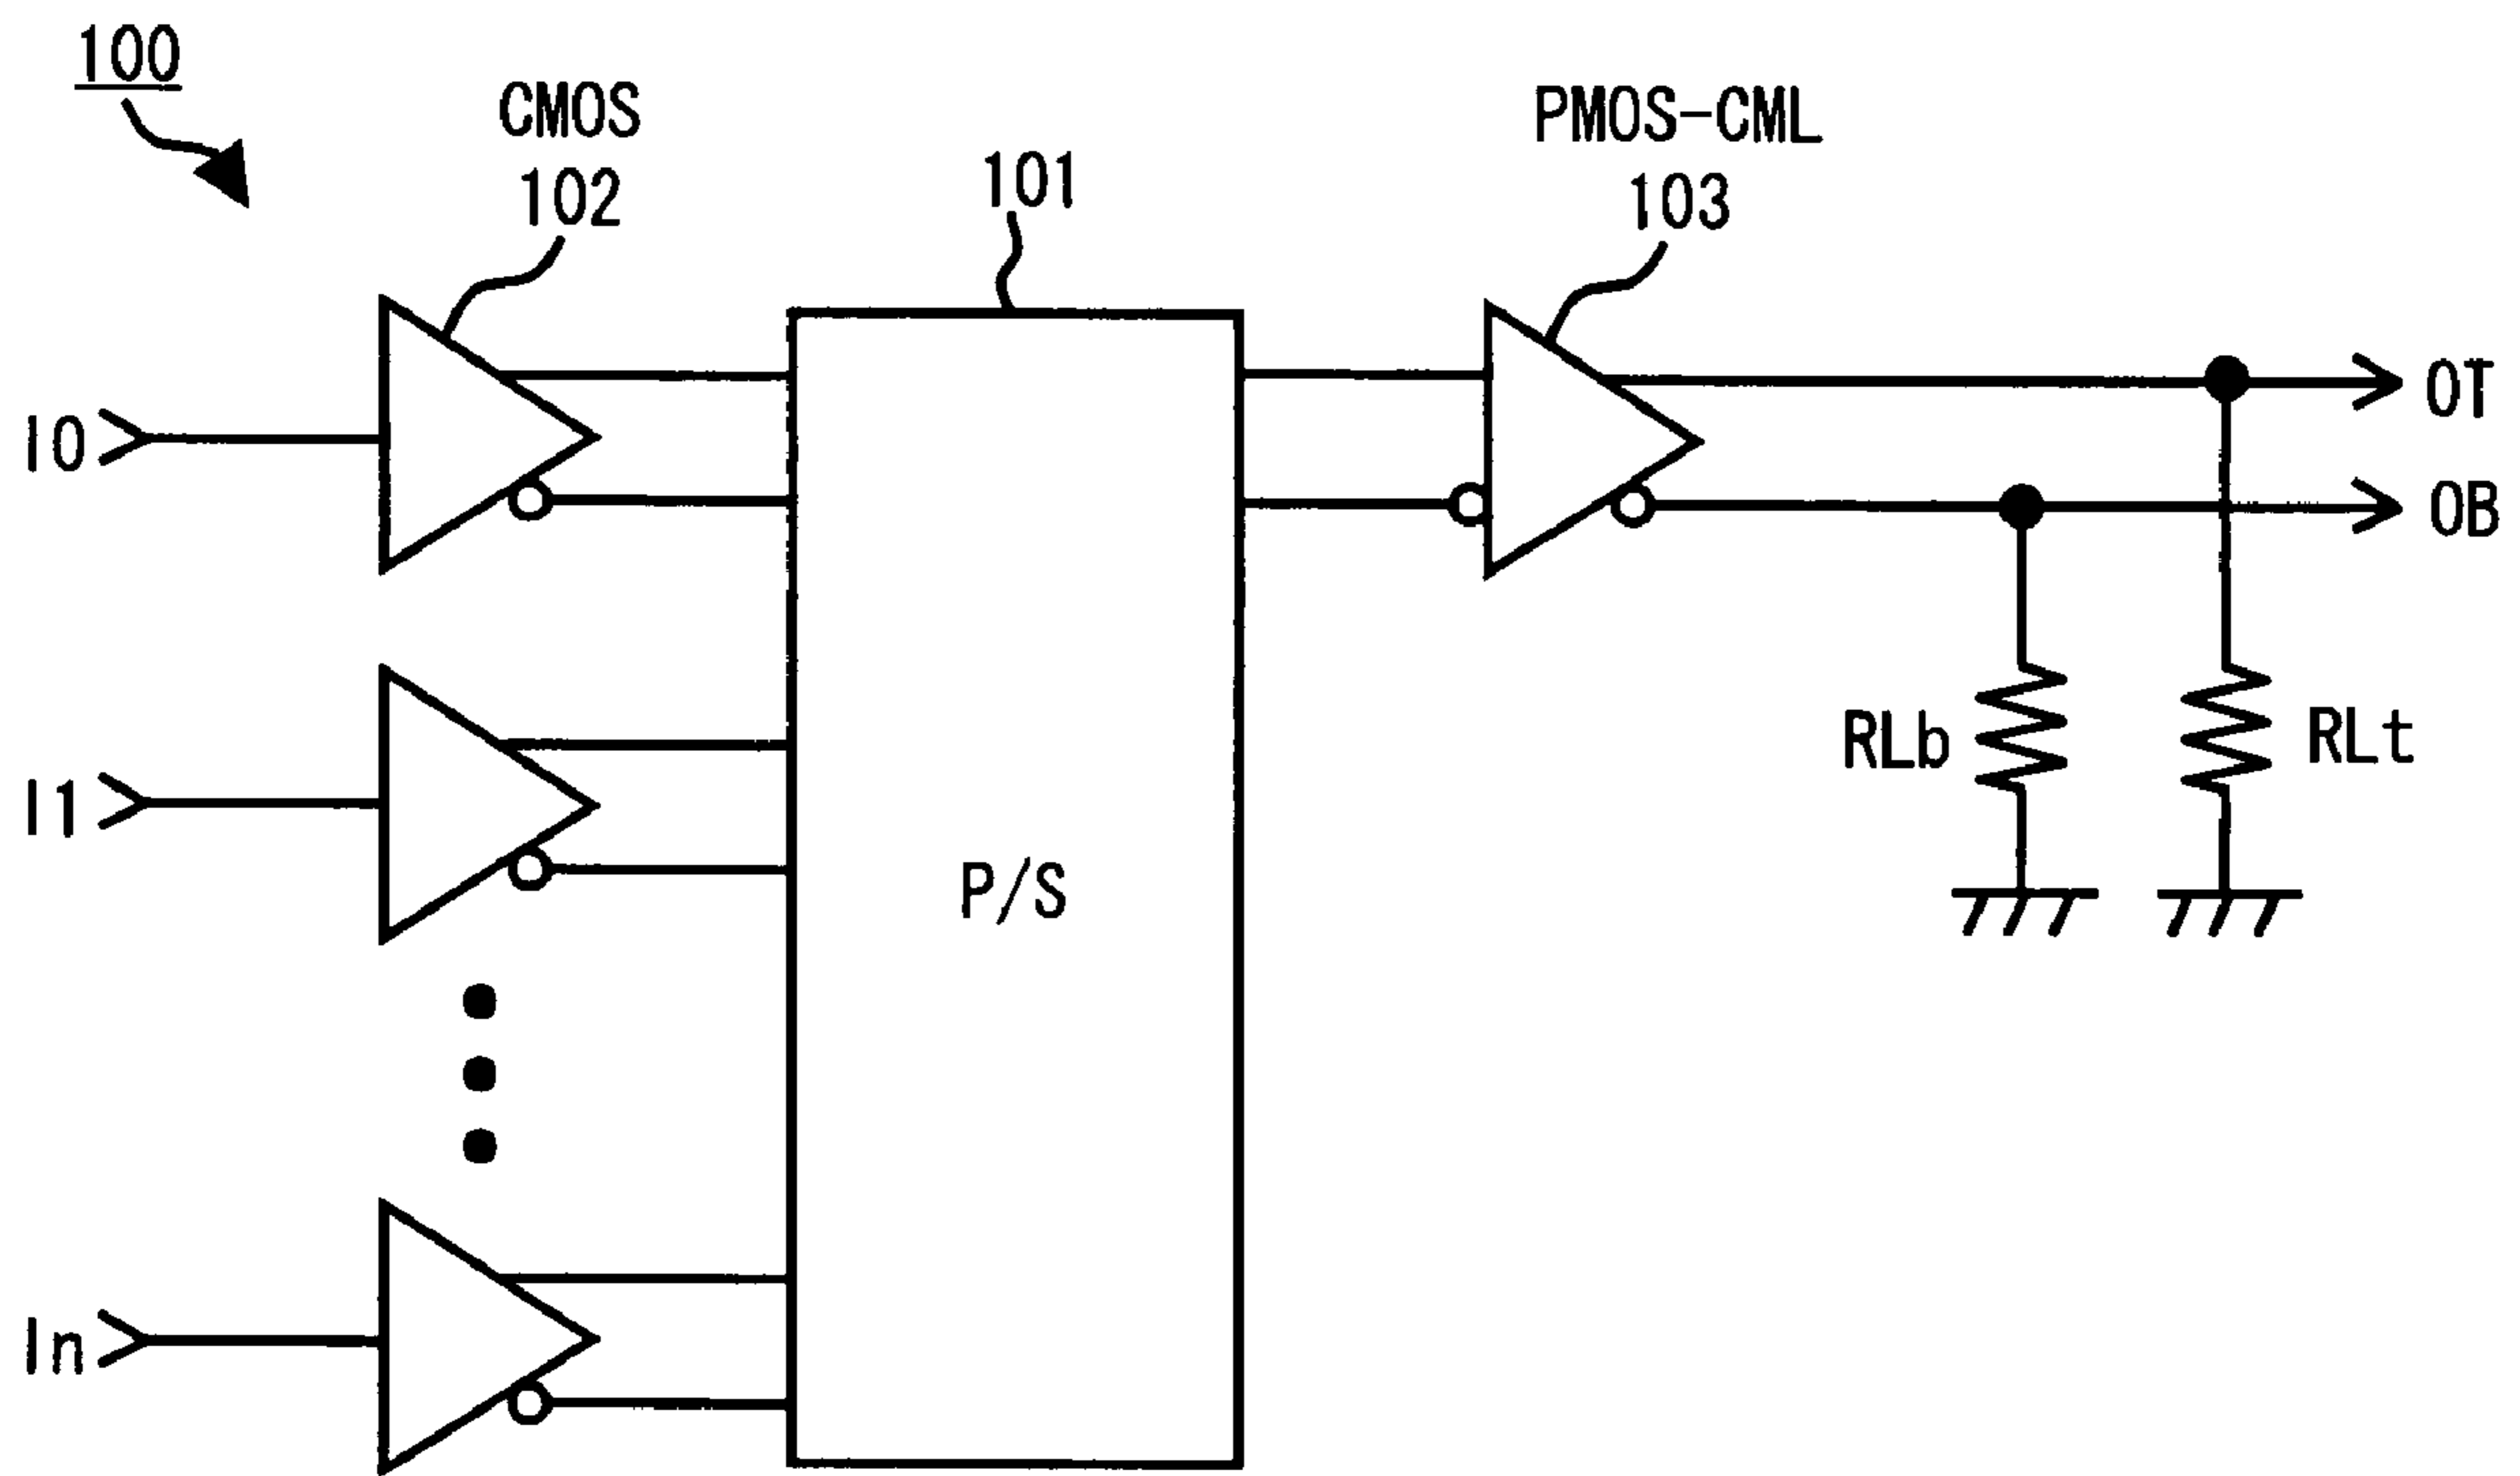 100
CMOS
102
101
PMOS-CML
103
I0
OT
OB
I1
RLb
RLt
P/S
In